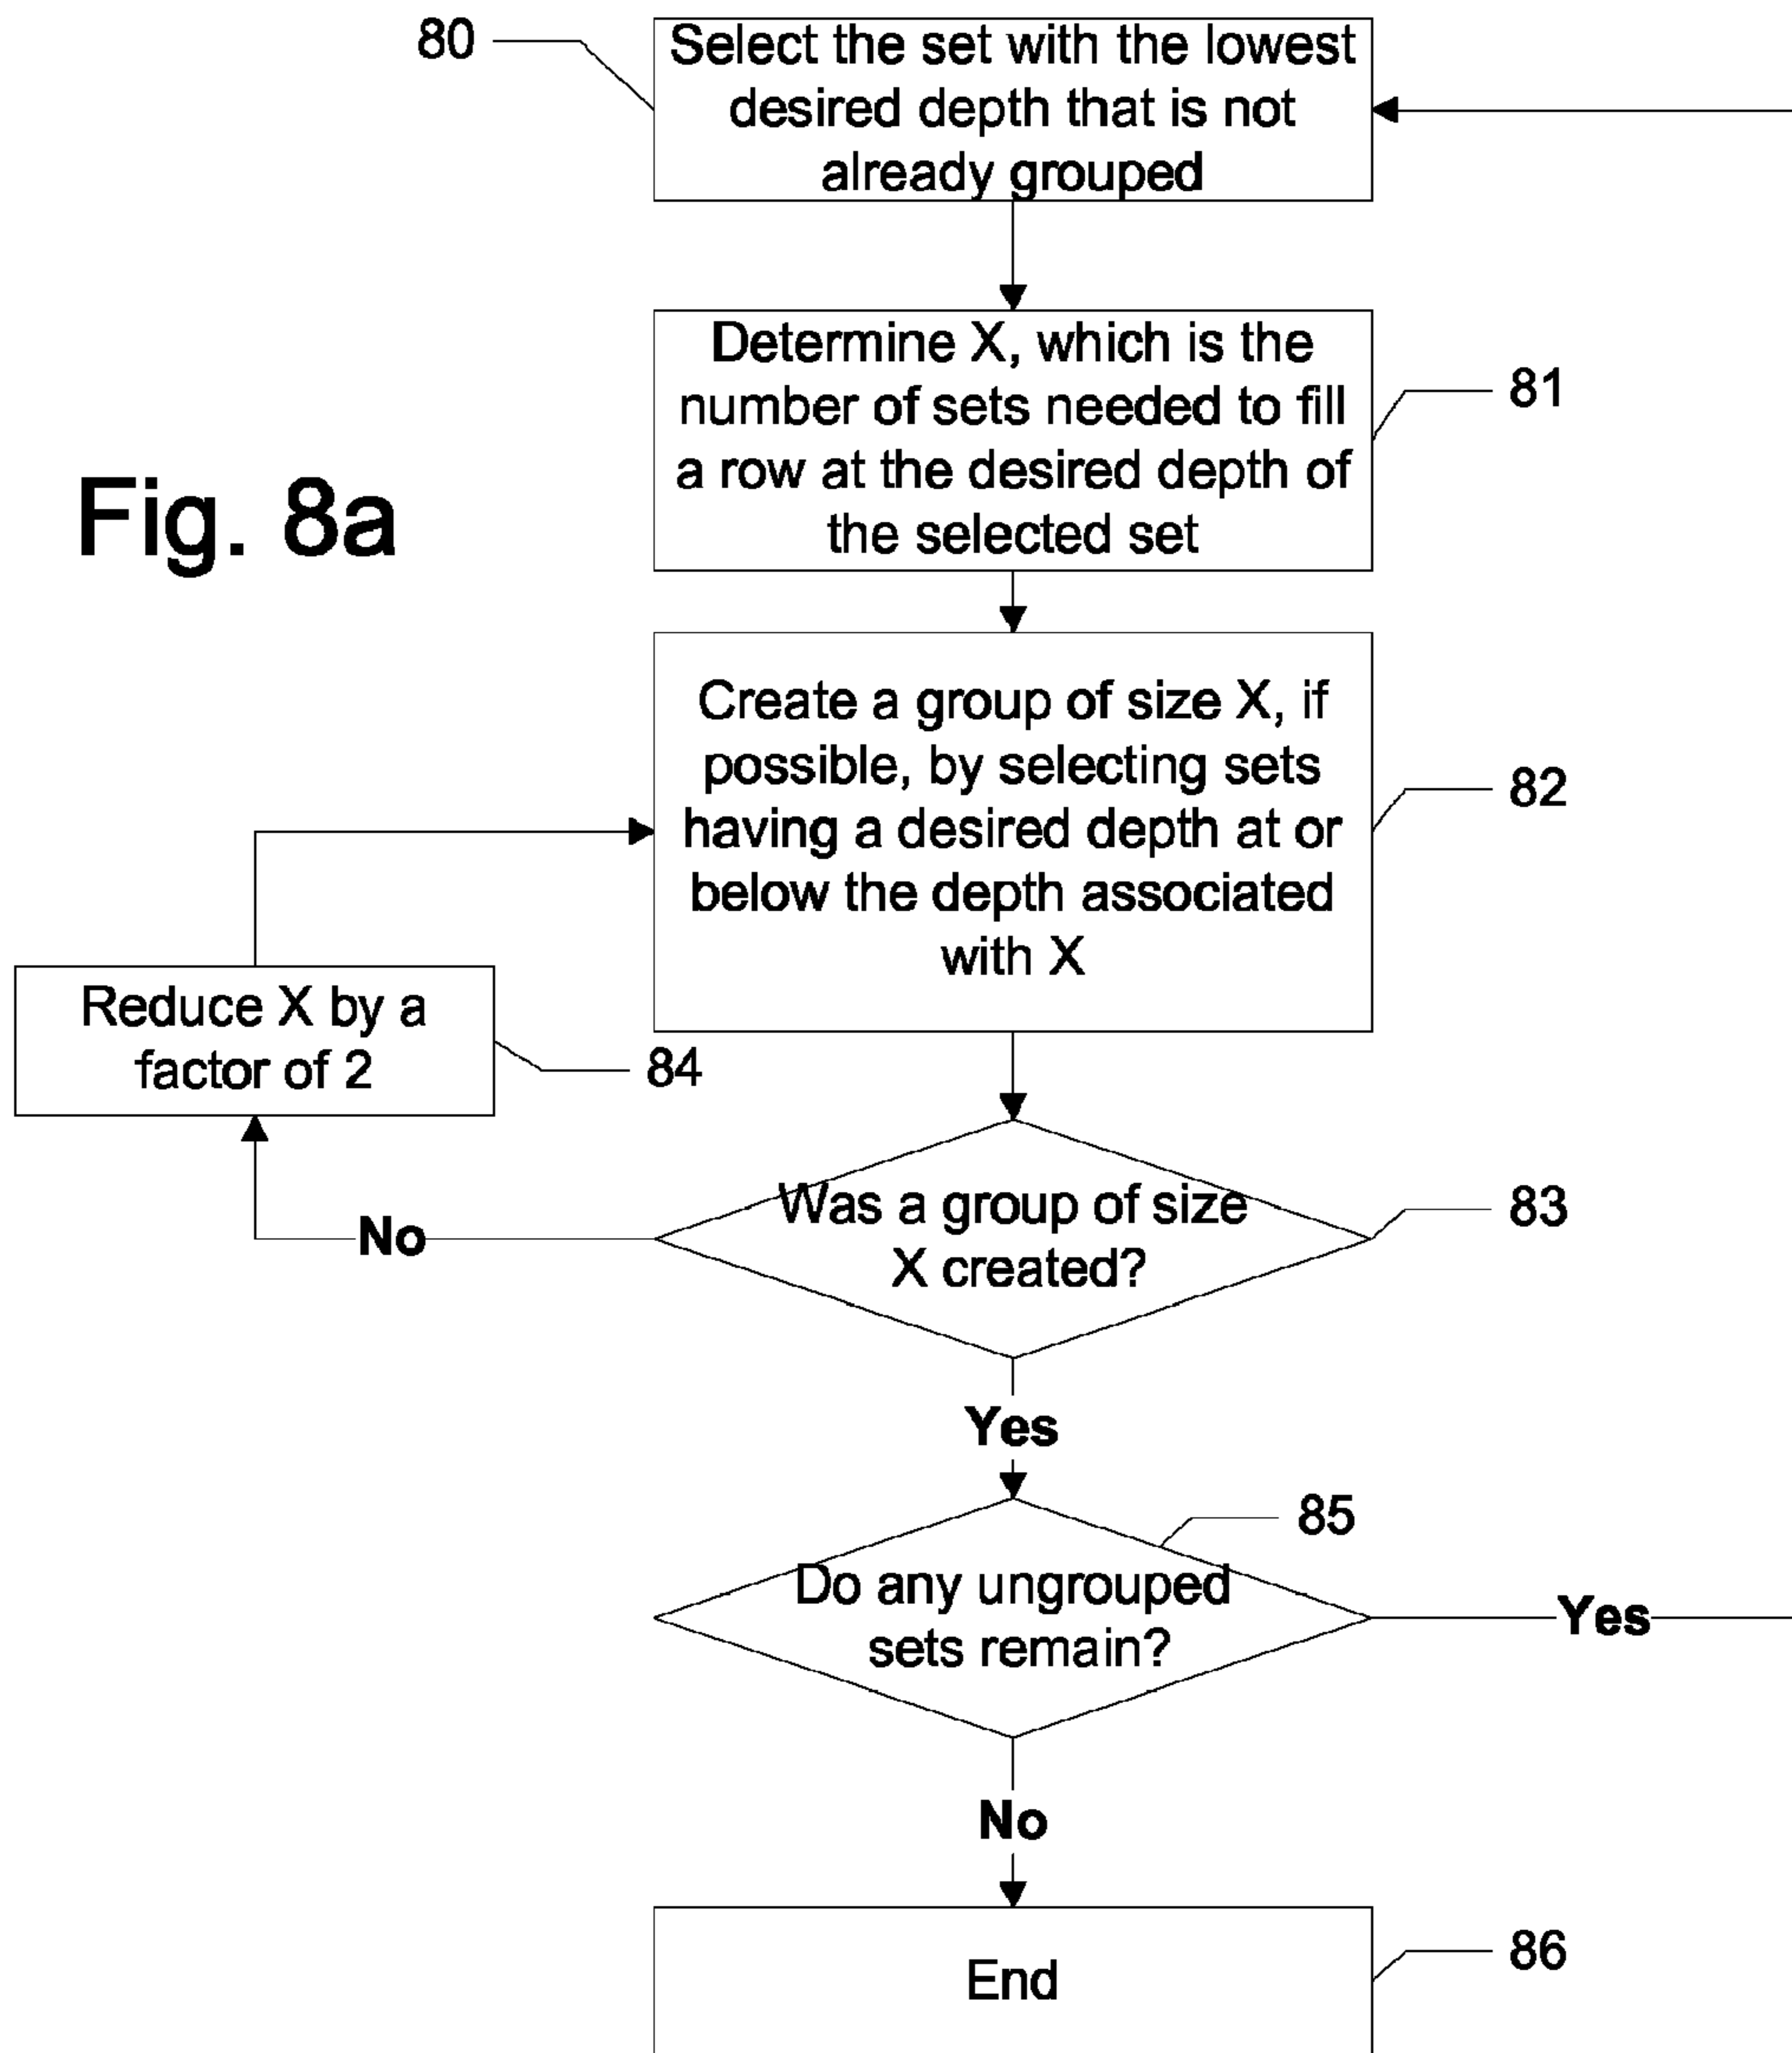 80
Select the set with the lowest
desired depth that is not
already grouped
Determine X, which is the
number of sets needed to fill
a row at the desired depth of
the selected set
81
Fig. 8a
Create a group of size X, if
possible, by selecting sets
having a desired depth at or
below the depth associated
with X
82
Reduce X by a
factor of 2
84
Was a group of size
X created?
83
No
Yes
85
Do any ungrouped
sets remain?
Yes
No
End
86